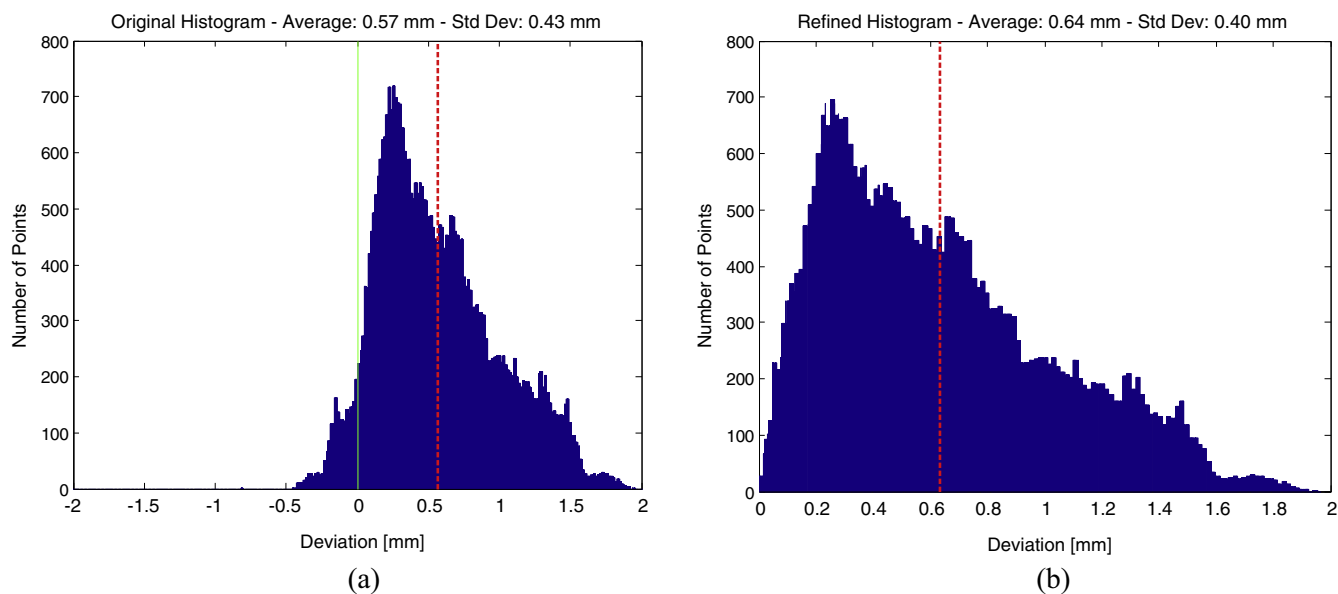 Original Histogram - Average: 0.57 mm - Std Dev: 0.43 mm
800
700
600
500
400
300
200
100
0
Number of Points
-2 -1.5 -1 -0.5 0 0.5 1 1.5 2
Deviation [mm]
(a)
Refined Histogram - Average: 0.64 mm - Std Dev: 0.40 mm
800
700
600
500
400
300
200
100
0
Number of Points
0 0.2 0.4 0.6 0.8 1 1.2 1.4 1.6 1.8 2
Deviation [mm]
(b)